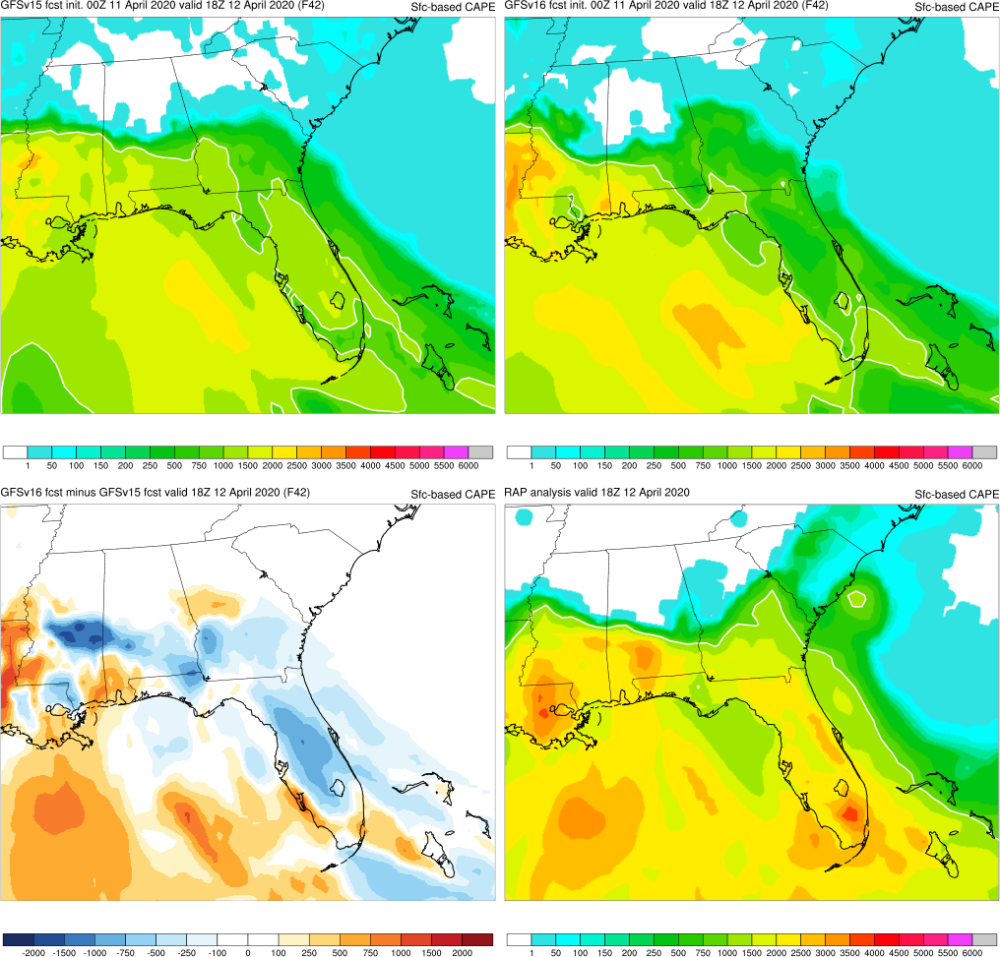 GFSv15 fcst init. 00Z 11 April 2020 valid 18Z 12 April 2020 (F42) Sfc-based CAPE
GFSv16 fcst init. 00Z 11 April 2020 valid 18Z 12 April 2020 (F42) Sfc-based CAPE
1 50 100 150 200 250 500 750 1000 1500 2000 2500 3000 3500 4000 4500 5000 5500 6000
1 50 100 150 200 250 500 750 1000 1500 2000 2500 3000 3500 4000 4500 5000 5500 6000
GFSv16 fcst minus GFSv15 fcst valid 18Z 12 April 2020 (F42) Sfc-based CAPE
RAP analysis valid 18Z 12 April 2020 Sfc-based CAPE
-2000 -1500 -1000 -750 -500 -250 -100 0 0 100 250 500 750 1000 1500 2000
1 50 100 150 200 250 500 750 1000 1500 2000 2500 3000 3500 4000 4500 5000 5500 6000